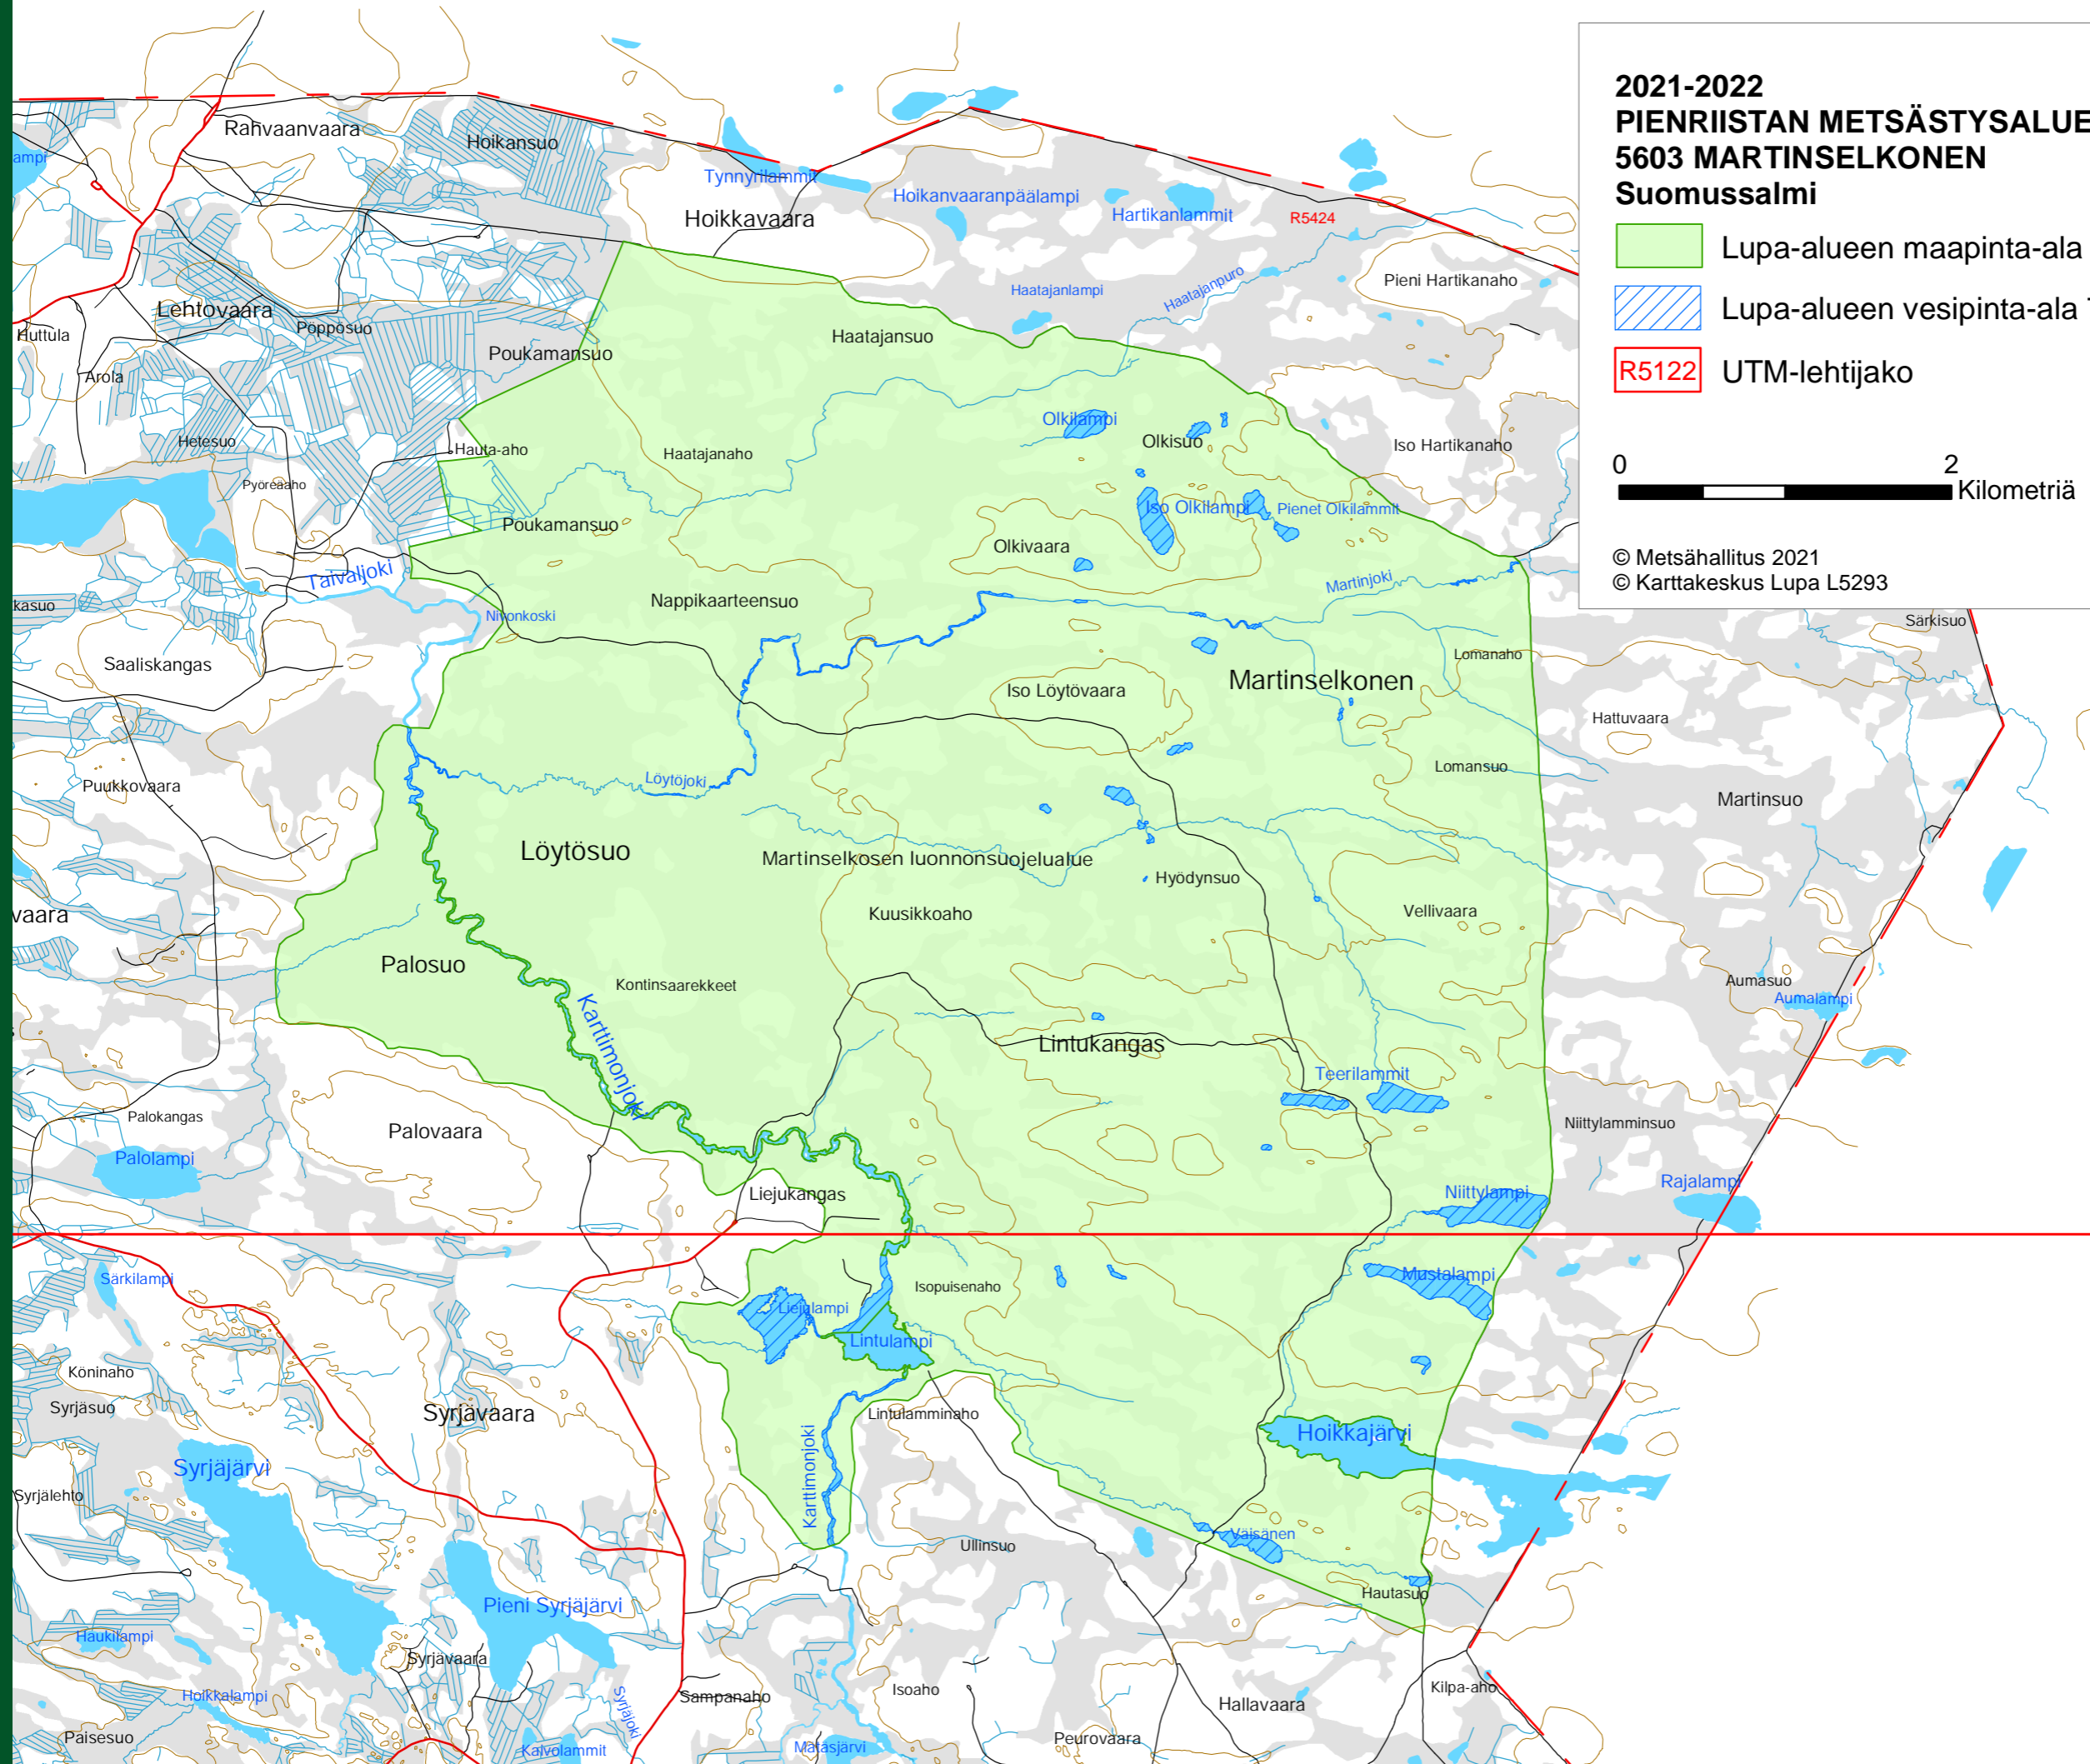 2021-2022
PIENRIISTAN METSÄSTYSALUE
5603 MARTINSELKONEN
Suomussalmi
Lupa-alueen maapinta-ala
Lupa-alueen vesipinta-ala
R5122 UTM-lehtijako
0 2
Kilometriä
© Metsähallitus 2021
© Karttakeskus Lupa L5293
Rahvaanvaara
Hoikansuo
ampi
Tynnyrilammit
Hoikanvaaranpäälampi
Hartikanlammit
R5424
Hoikkavaara
Pieni Hartikanaho
Haatajanlampi
Haatajanpuro
Lehtovaara
Pöppösuo
Huttula
Haatajansuo
Poukamansuo
Arola
Olkilampi
Olkisuo
Iso Hartikanaho
Hetesuo
Hauta-aho
Haatajanaho
Pyöreäaho
Iso Olkilampi
Pienet Olkilammit
Poukamansuo
Olkivaara
Taivaljoki
Martinjoki
kasuo
Nivonkoski
Nappikaarteensuo
Särkisuo
Saaliskangas
Lomanaho
Iso Löytövaara
Martinselkonen
Hattuvaara
Puukkovaara
Löytöjoki
Lomansuo
Martinsuo
Löytösuo
Martinselkosen luonnonsuojelualue
Hyödynsuo
vaara
Kuusikkoaho
Vellivaara
Palosuo
Kontinsaarekkeet
Aumasuo
Aumalampi
Karttimonjoki
Lintukangas
Teerilammit
Palokangas
Palovaara
Niittylamminsuo
Palolampi
Liejukangas
Niittylampi
Rajalampi
Särkilampi
Isopuisenaho
Mustalampi
Liejulampi
Lintulampi
Köninaho
Syrjäsuo
Syrjävaara
Lintulamminaho
Hoikkajärvi
Karttimonjoki
Syrjäjärvi
Syrjälehto
Väisänen
Ullinsuo
Hautasuo
Pieni Syrjäjärvi
Haukilampi
Syrjävaara
Hoikkalampi
Syrjäjoki
Sampanaho
Isoaho
Hallavaara
Kilpa-aho
Paisesuo
Kaivolammit
Mätäsjärvi
Peurovaara